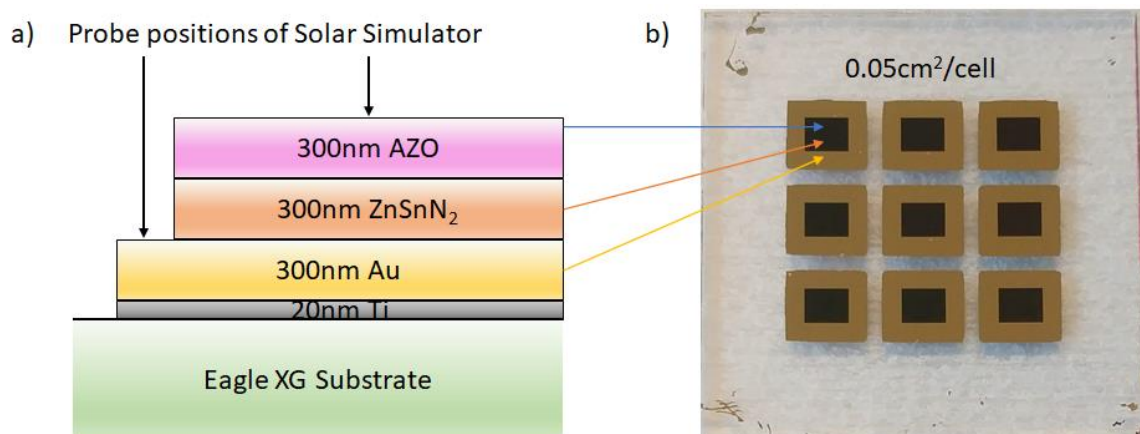 a) Probe positions of Solar Simulator
b)
0.05cm²/cell
300nm AZO
300nm ZnSnN₂
300nm Au
20nm Ti
Eagle XG Substrate